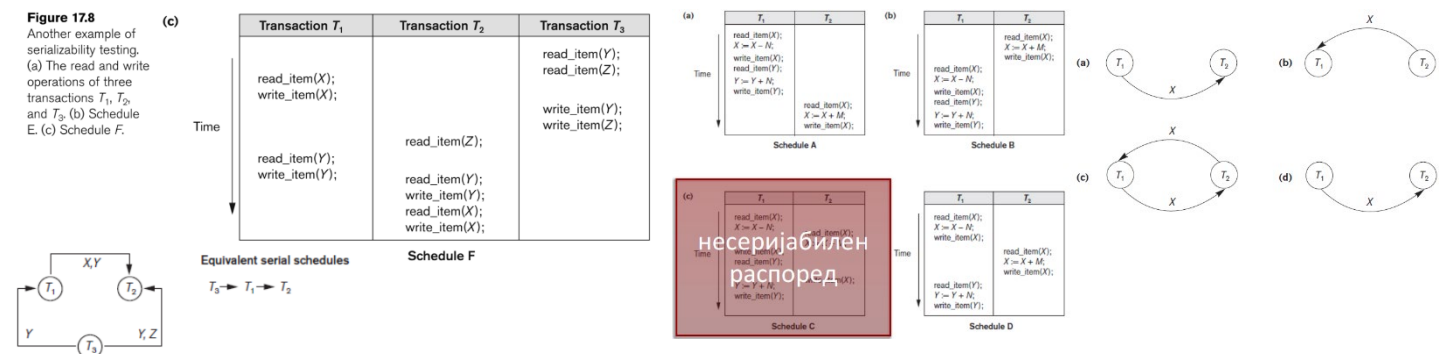 Figure 17.8
Another example of
serializability testing.
(a) The read and write
operations of three
transactions T1, T2,
and T3. (b) Schedule
E. (c) Schedule F.
(c)
Transaction T1 Transaction T2 Transaction T3
read_item(Y);
read_item(Z);
read_item(X);
write_item(X);
write_item(Y);
write_item(Z);
Time
read_item(Z);
read_item(Y);
write_item(Y);
read_item(Y);
write_item(Y);
read_item(X);
write_item(X);
Schedule F
X,Y
T1 T2
Y Y, Z
T3
Equivalent serial schedules
T3 T1 T2
(a)
T1 T2
read_item(X);
X := X – N;
write_item(X);
read_item(Y);
Time
Y := Y + N;
write_item(Y);
read_item(X);
X := X + M;
write_item(X);
Schedule A
(b)
T1 T2
read_item(X);
X := X + M;
write_item(X);
Time
read_item(X);
X := X – N;
write_item(X);
read_item(Y);
Y := Y + N;
write_item(Y);
Schedule B
(c)
T1 T2
read_item(X);
X := X – N;
Time
read_item(Y);
Y := Y + N;
write_item(Y);
Schedule C
несеријабилен
распоред
T1 T2
read_item(X);
X := X – N;
write_item(X);
read_item(X);
X := X + M;
write_item(X);
read_item(Y);
Y := Y + N;
write_item(Y);
Schedule D
(a) T1 T2
X
(b) X
T1 T2
(c) X
T1 T2
X
(d) T1 T2
X